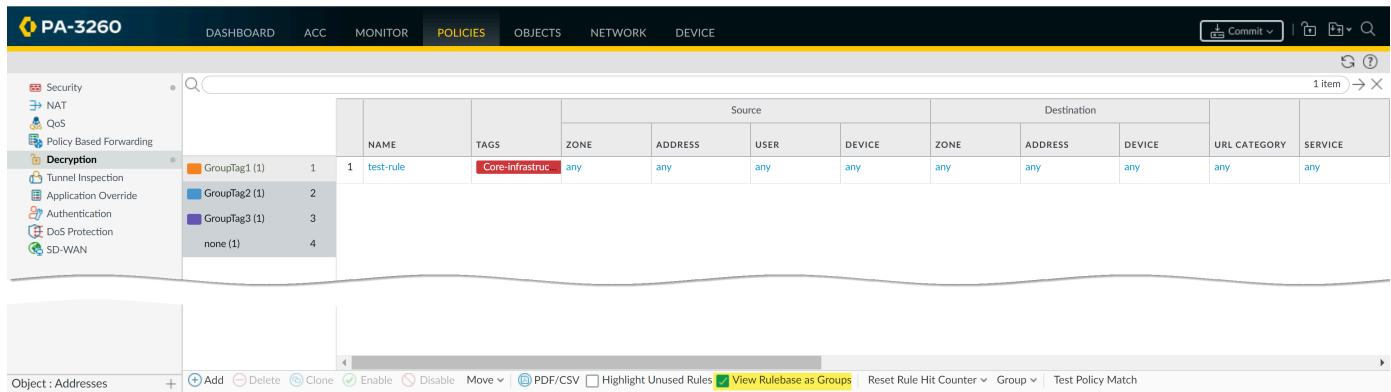 PA-3260
DASHBOARD ACC MONITOR POLICIES OBJECTS NETWORK DEVICE Commit
Security
NAT
QoS
Policy Based Forwarding
Decryption
Tunnel Inspection
Application Override
Authentication
DoS Protection
SD-WAN
1 item
GroupTag1 (1) 1
GroupTag2 (1) 2
GroupTag3 (1) 3
none (1) 4
Source Destination
NAME TAGS ZONE ADDRESS USER DEVICE ZONE ADDRESS DEVICE URL CATEGORY SERVICE
1 test-rule Core-infrastruc... any any any any any any any any any
Object : Addresses +
Add Delete Clone Enable Disable Move PDF/CSV Highlight Unused Rules View Rulebase as Groups Reset Rule Hit Counter Group Test Policy Match